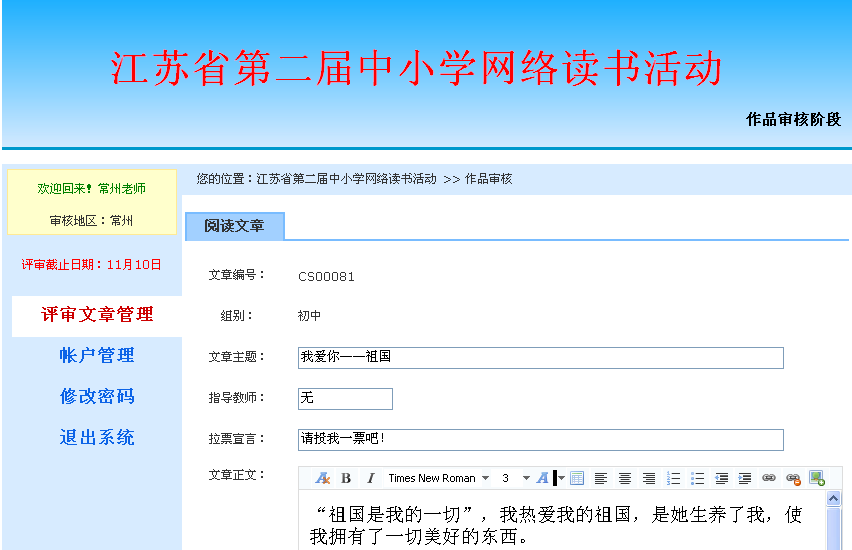 江苏省第二届中小学网络读书活动
作品审核阶段
欢迎回来! 常州老师
审核地区：常州
评审截止日期：11月10日
评审文章管理
帐户管理
修改密码
退出系统
您的位置：江苏省第二届中小学网络读书活动 >> 作品审核
阅读文章
文章编号： CS00081
组别： 初中
文章主题： 我爱你——祖国
指导教师： 无
拉票宣言： 请投我一票吧!
文章正文：
A B I Times New Roman 3 A
“祖国是我的一切”，我热爱我的祖国，是她生养了我，使
我拥有了一切美好的东西。